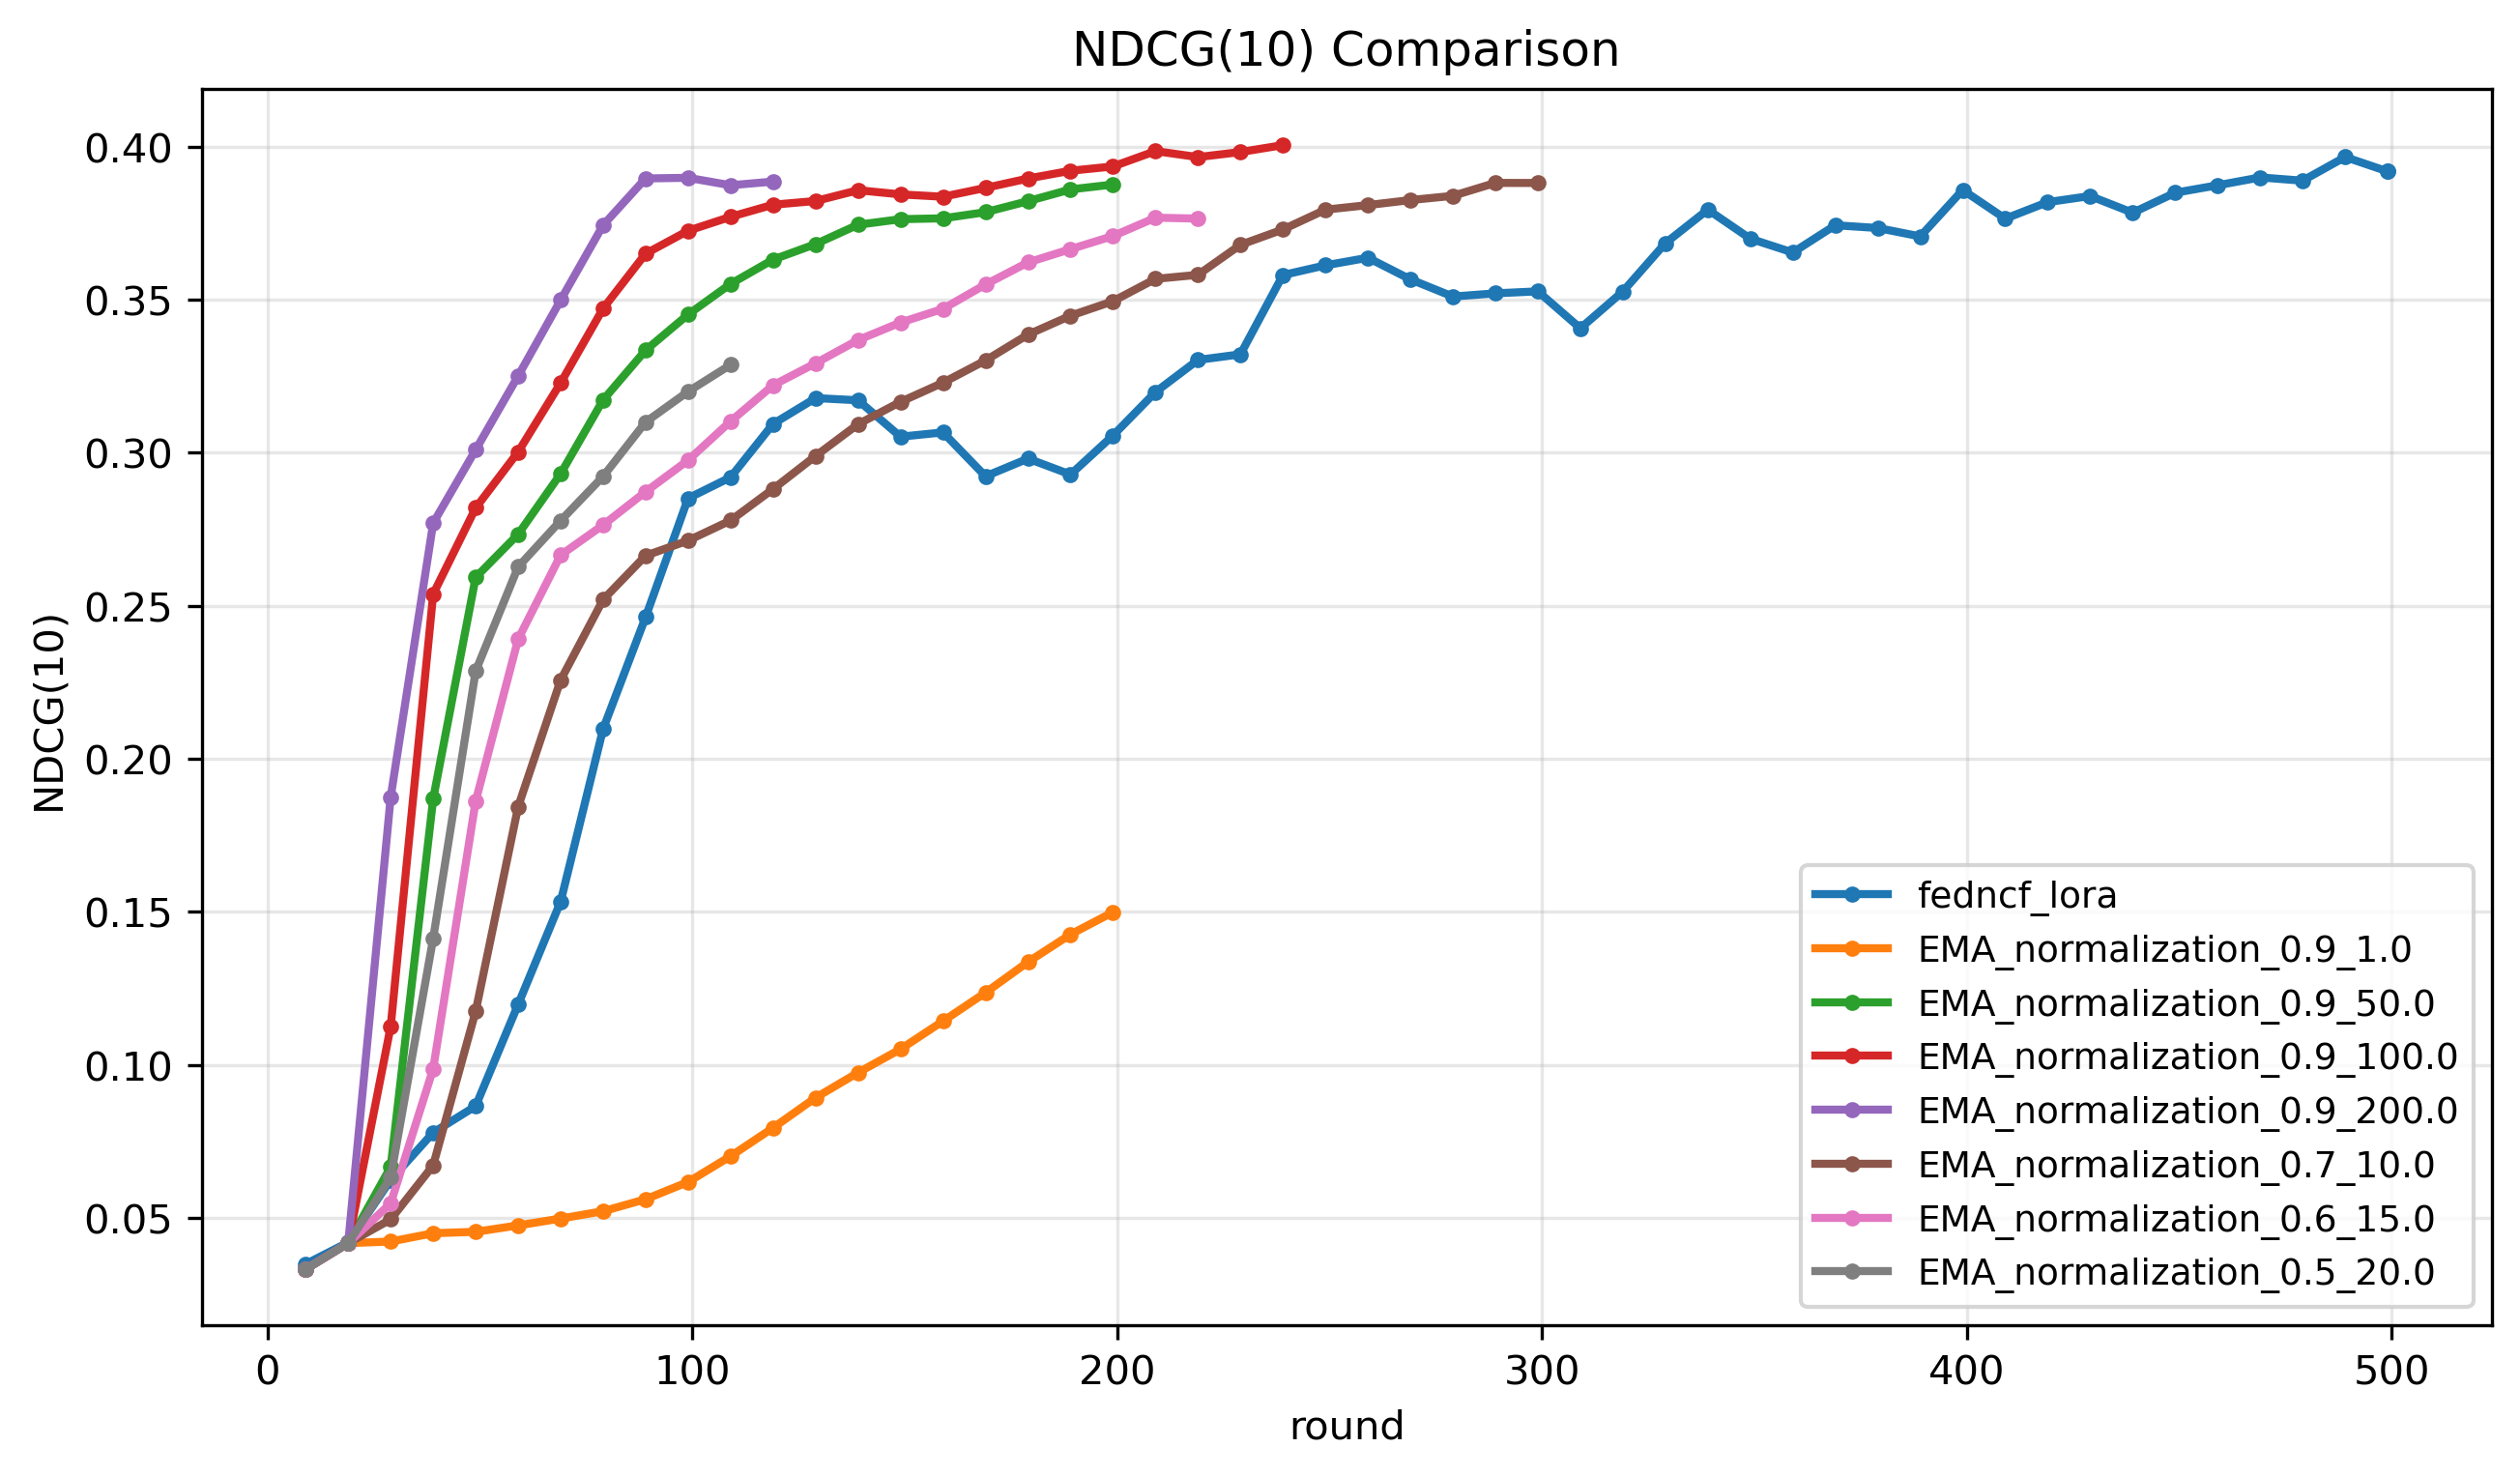 NDCG(10) Comparison
NDCG(10)
0.40
0.35
0.30
0.25
0.20
0.15
0.10
0.05
0
100
200
300
400
500
round
fedncf_lora
EMA_normalization_0.9_1.0
EMA_normalization_0.9_50.0
EMA_normalization_0.9_100.0
EMA_normalization_0.9_200.0
EMA_normalization_0.7_10.0
EMA_normalization_0.6_15.0
EMA_normalization_0.5_20.0